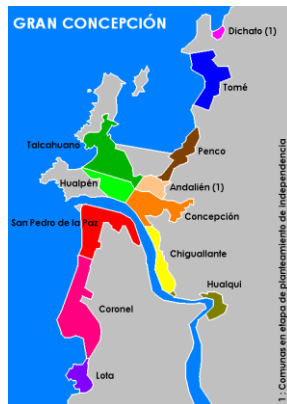 GRAN CONCEPCIÓN
Dichato (1)
Tomé
Talcahuano
Penco
Hualpén
Andalién (1)
Concepción
San Pedro de la Paz
Chiguallante
Hualqui
Coronel
Lota
1 : Comunas en etapa de planteamiento de independencia